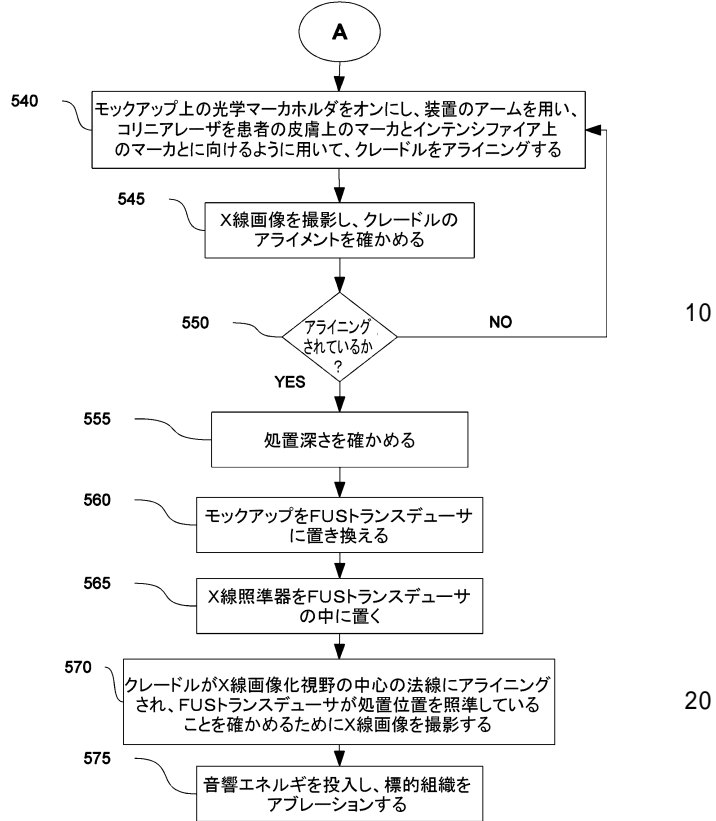 A
540
モックアップ上の光学マーカホルダをオンにし、装置のアームを用い、
コリニアレーザを患者の皮膚上のマーカとインテンシファイア上
のマーカとに向けるように用いて、クレードルをアライニングする
545
X線画像を撮影し、クレードルの
アライメントを確かめる
10
550
アライニング
されているか
?
NO
YES
555
処置深さを確かめる
560
モックアップをFUSトランスデューサ
に置き換える
565
X線照準器をFUSトランスデューサ
の中に置く
570
クレードルがX線画像化視野の中心の法線にアライニング
され、FUSトランスデューサが処置位置を照準している
ことを確かめるためにX線画像を撮影する
20
575
音響エネルギを投入し、標的組織を
アブレーションする